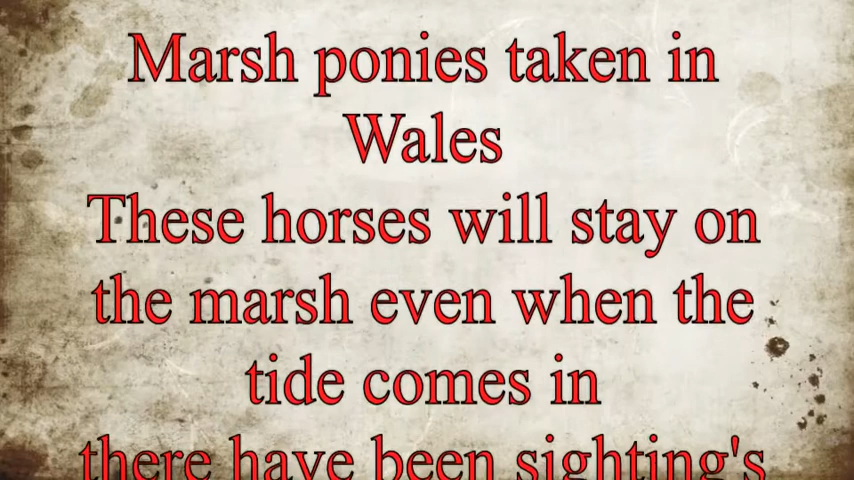 Marsh ponies taken in
Wales
These horses will stay on
the marsh even when the
tide comes in
there have been sighting's